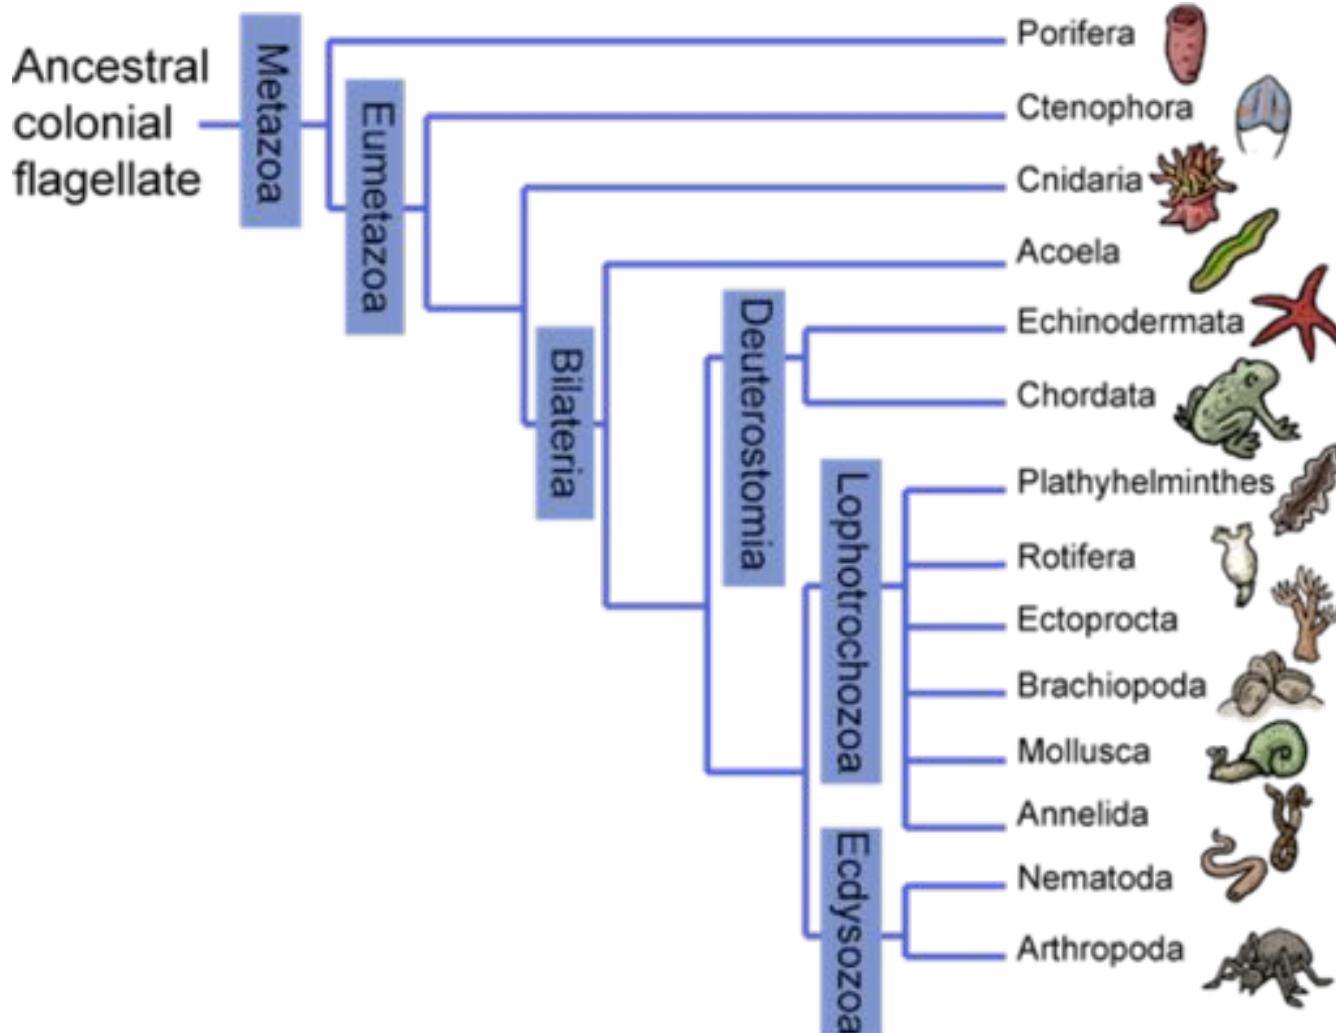 Ancestral
colonial
flagellate
Metazoa
Eumetazoa
Bilateria
Deuterostomia
Lophotrochozoa
Ecdysozoa
Porifera
Ctenophora
Cnidaria
Acoela
Echinodermata
Chordata
Plathyhelminthes
Rotifera
Ectoprocta
Brachiopoda
Mollusca
Annelida
Nematoda
Arthropoda